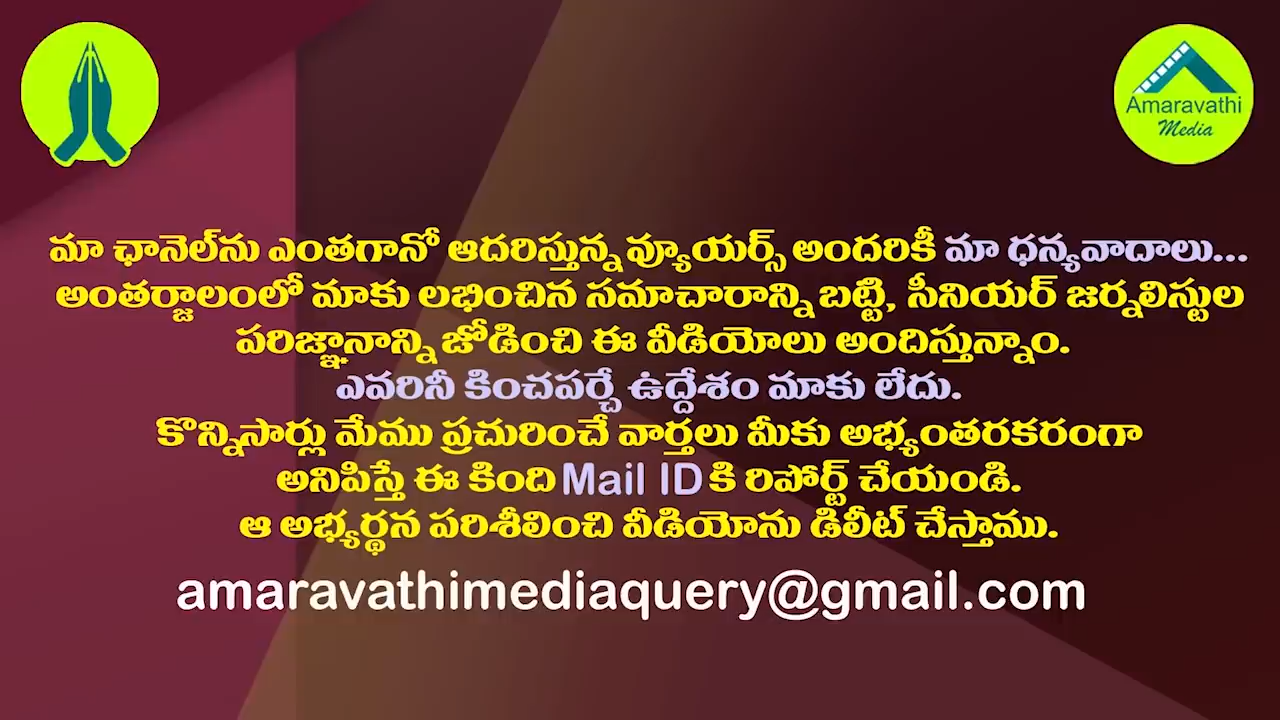 Amaravathi
Media
మా ఛానెల్‌ను ఎంతగానో ఆదరిస్తున్న వ్యూయర్స్ అందరికీ మా ధన్యవాదాలు...
అంతర్జాలంలో మాకు లభించిన సమాచారాన్ని బట్టి, సీనియర్ జర్నలిస్టుల
పరిజ్ఞానాన్ని జోడించి ఈ వీడియోలు అందిస్తున్నాం.
ఎవరినీ కించపర్చే ఉద్దేశం మాకు లేదు.
కొన్నిసార్లు మేము ప్రచురించే వార్తలు మీకు అభ్యంతరకరంగా
అనిపిస్తే ఈ కింది Mail ID కి రిపోర్ట్ చేయండి.
ఆ అభ్యర్థన పరిశీలించి వీడియోను డిలీట్ చేస్తాము.
amaravathimediaquery@gmail.com